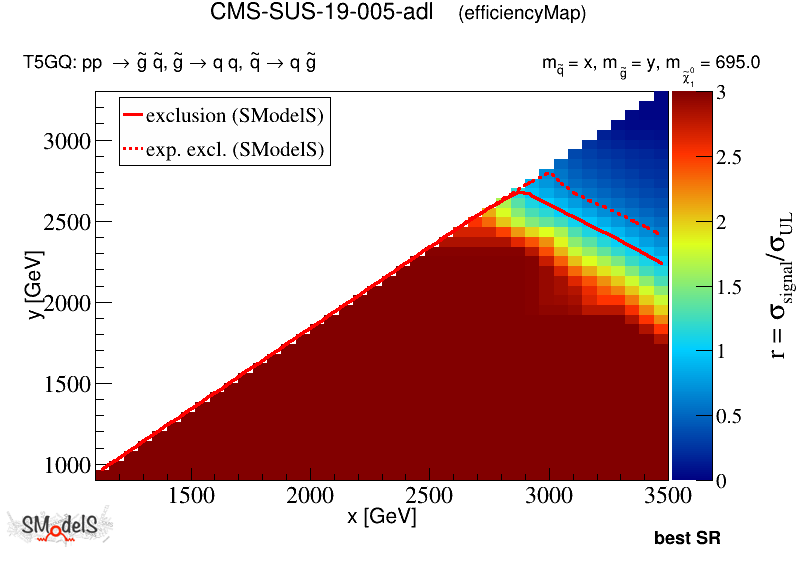 CMS-SUS-19-005-adl (efficiencyMap)
T5GQ: pp → g̃ q̃, g̃ → q q, q̃ → q g̃
m_q̃ = x, m_g̃ = y, m_χ̃₁⁰ = 695.0
exclusion (SModelS)
exp. excl. (SModelS)
3000
2500
2000
1500
1000
y [GeV]
1500 2000 2500 3000 3500
x [GeV]
3
2.5
2
1.5
1
0.5
0
r = σ_signal/σ_UL
SModelS
best SR